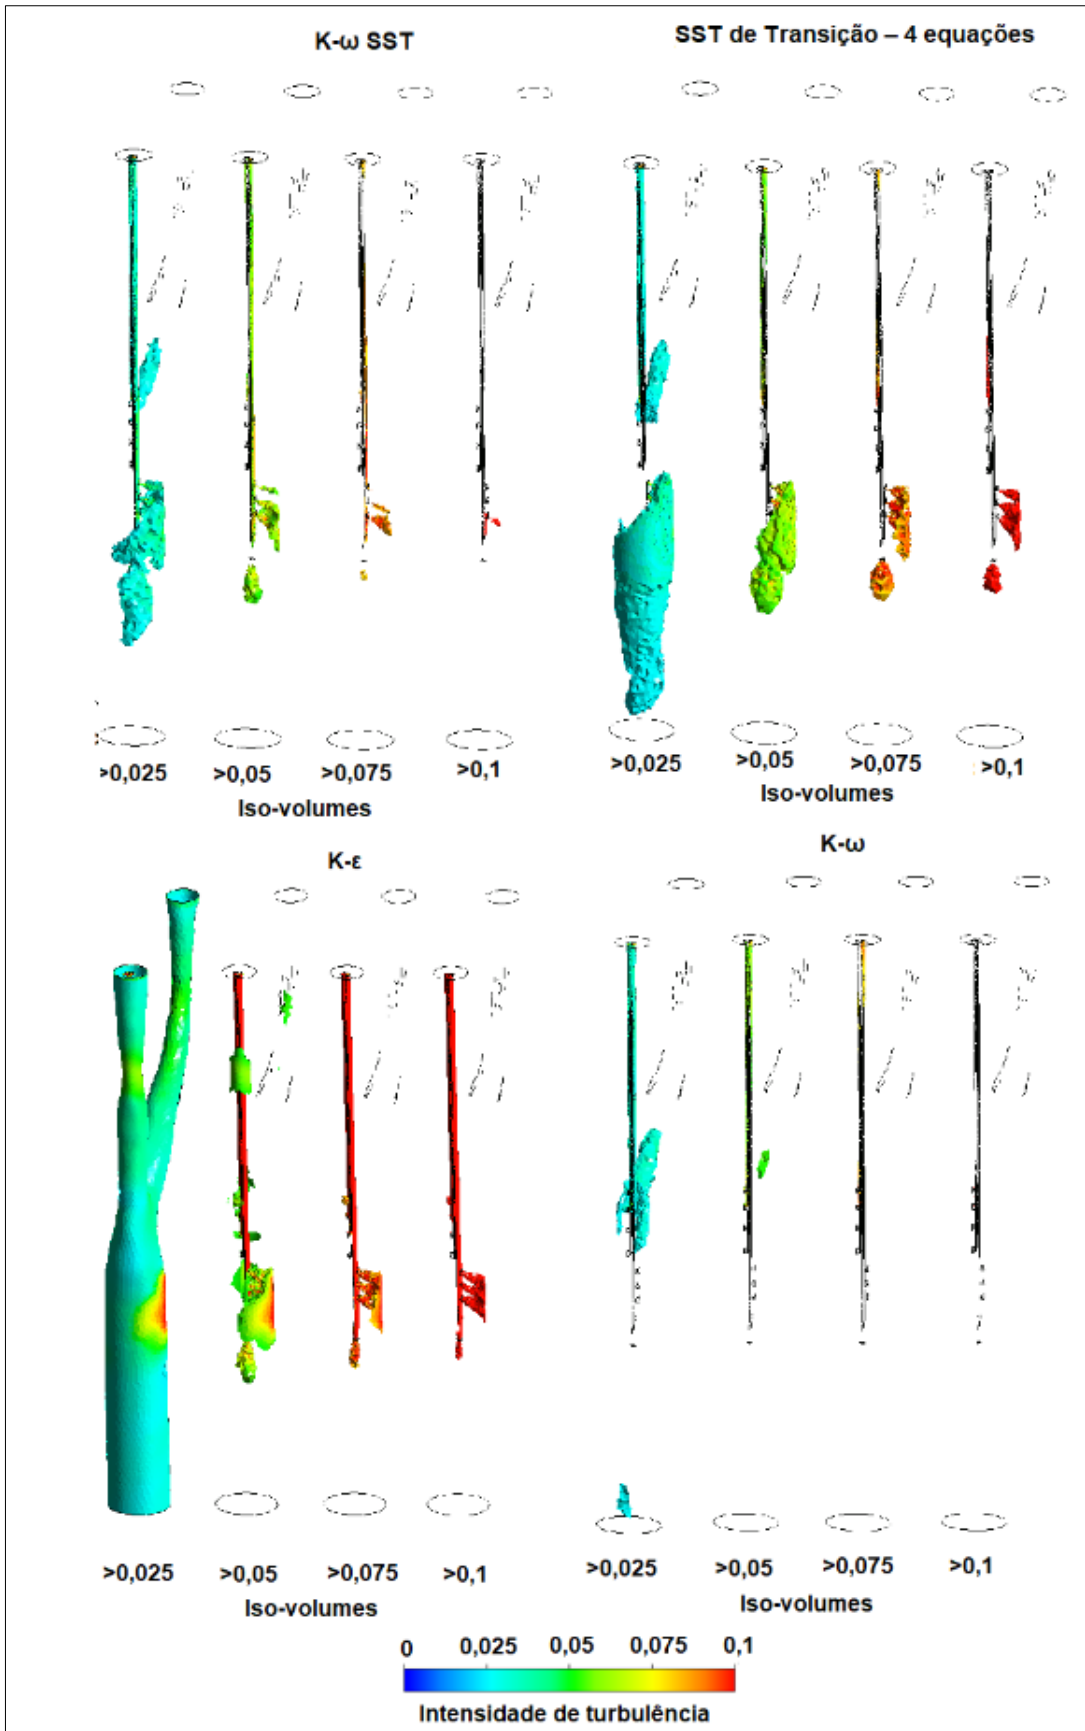 K-ω SST
SST de Transição – 4 equações
>0,025 >0,05 >0,075 >0,1
Iso-volumes
>0,025 >0,05 >0,075 >0,1
Iso-volumes
K-ε
K-ω
>0,025 >0,05 >0,075 >0,1
Iso-volumes
>0,025 >0,05 >0,075 >0,1
Iso-volumes
0 0,025 0,05 0,075 0,1
Intensidade de turbulência